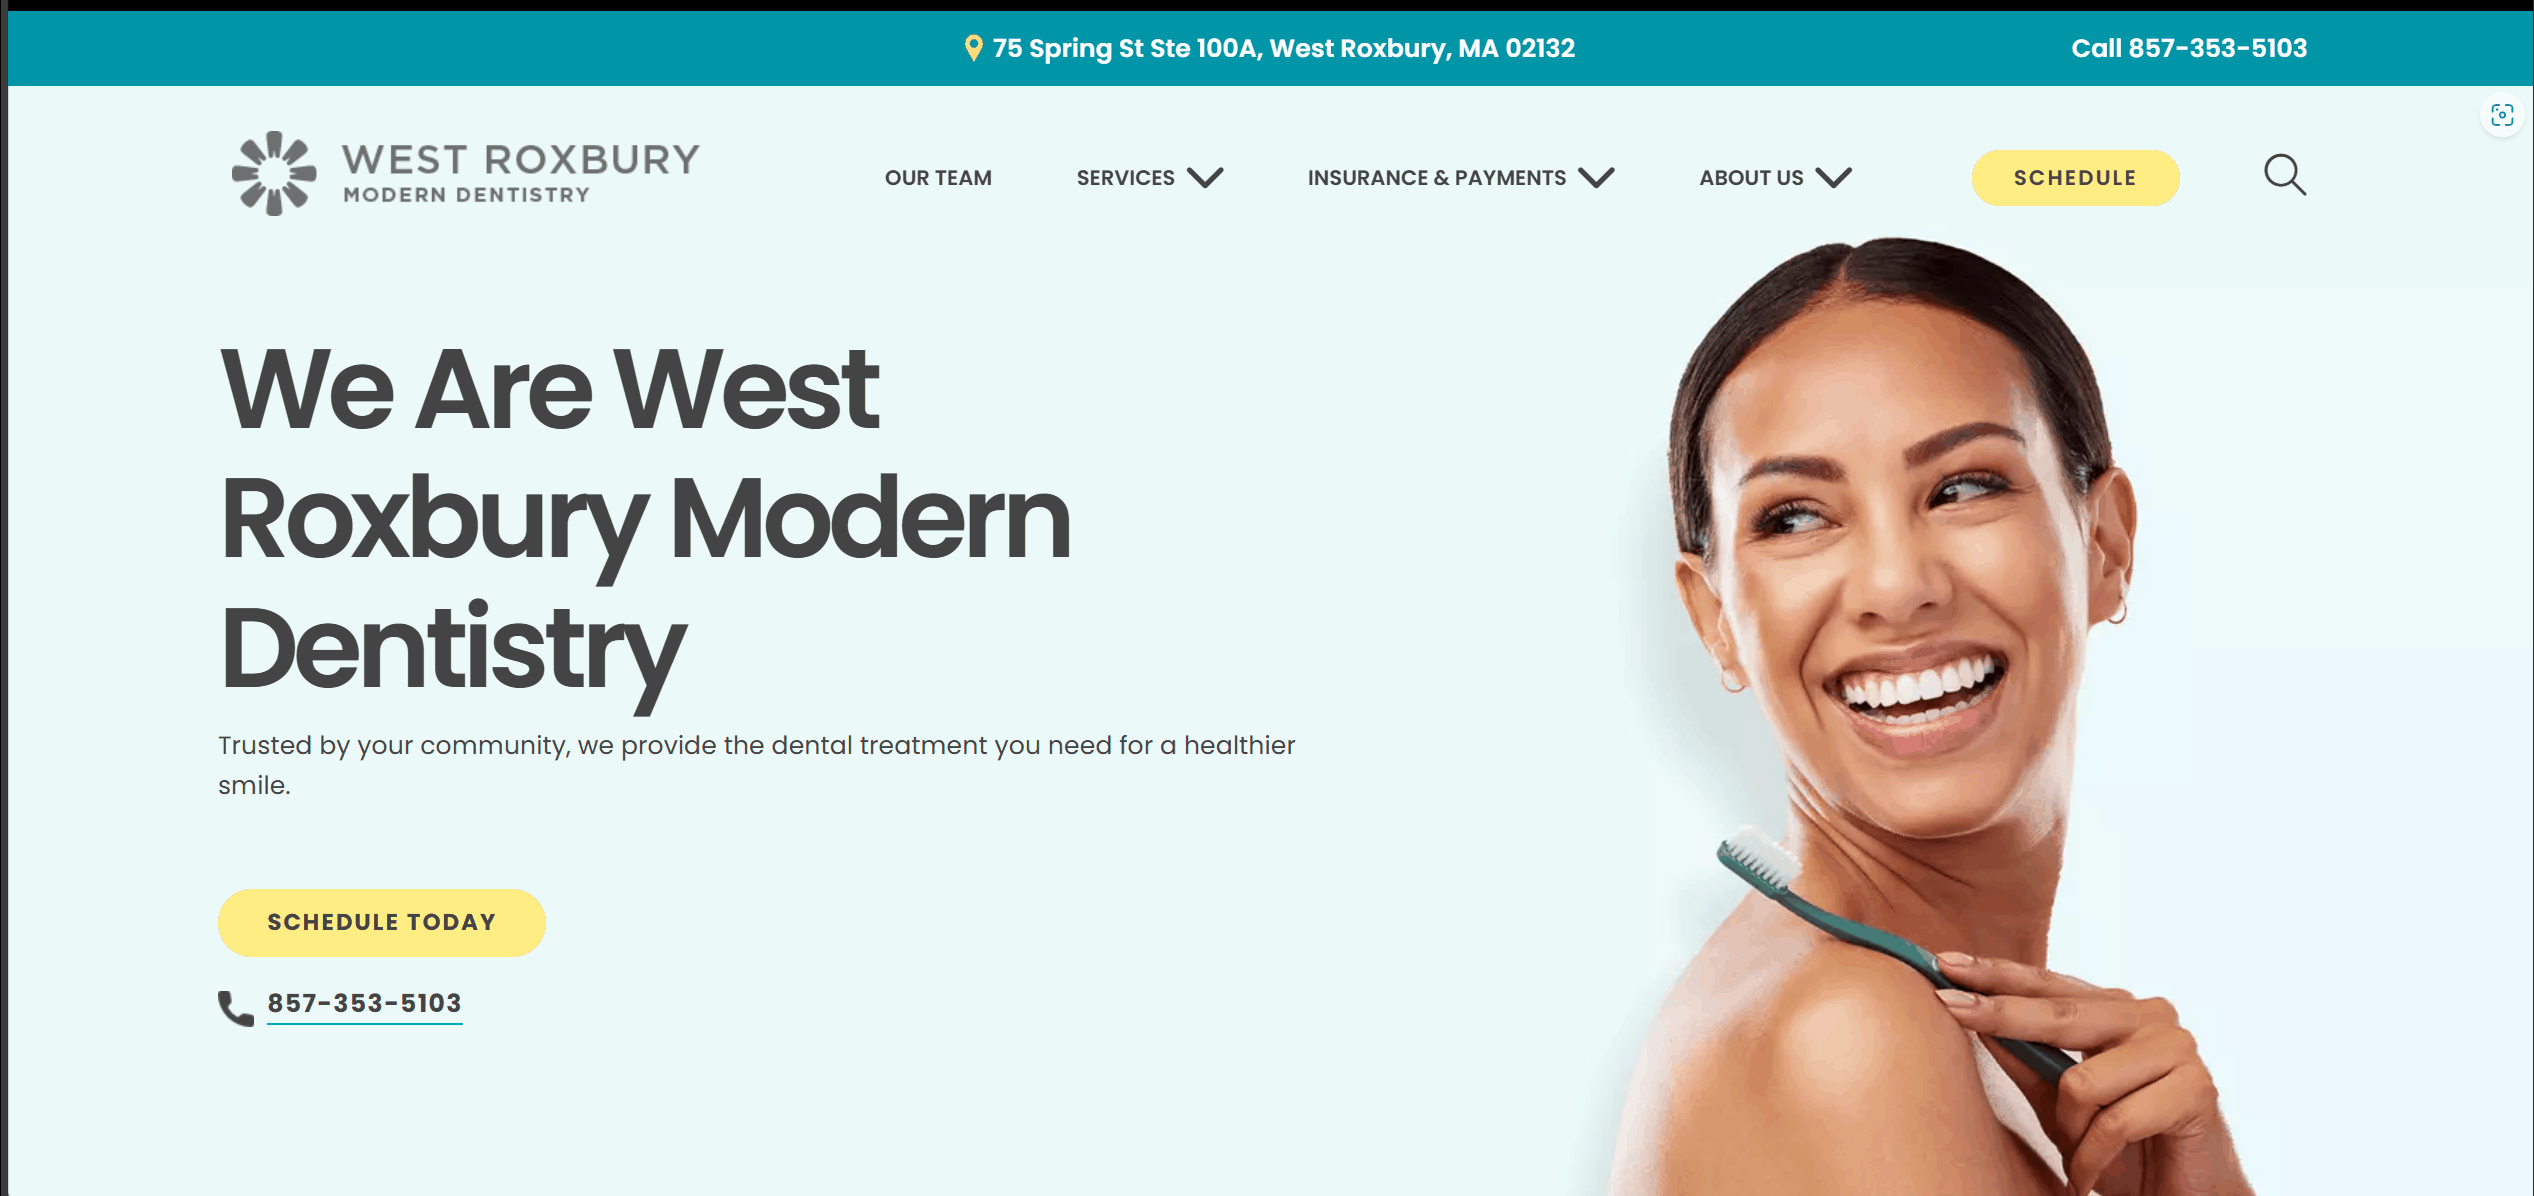 75 Spring St Ste 100A, West Roxbury, MA 02132
Call 857-353-5103
WEST ROXBURY
MODERN DENTISTRY
OUR TEAM
SERVICES
INSURANCE & PAYMENTS
ABOUT US
SCHEDULE
We Are West
Roxbury Modern
Dentistry
Trusted by your community, we provide the dental treatment you need for a healthier
smile.
SCHEDULE TODAY
857-353-5103